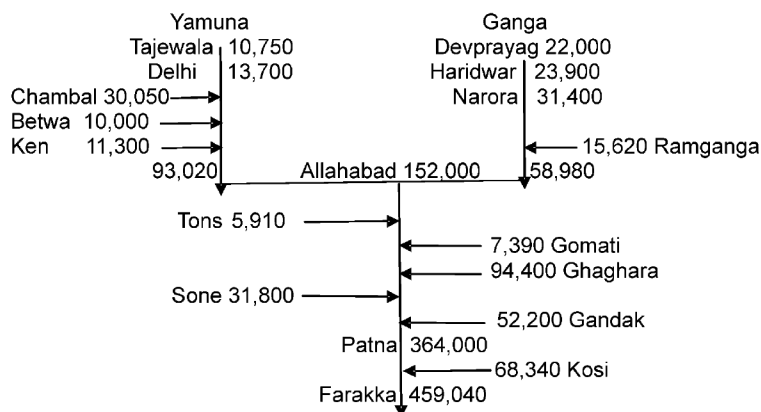 Yamuna
Tajewala 10,750
Delhi 13,700
Chambal 30,050
Betwa 10,000
Ken 11,300
93,020
Ganga
Devprayag 22,000
Haridwar 23,900
Narora 31,400
15,620 Ramganga
58,980
Allahabad 152,000
Tons 5,910
7,390 Gomati
94,400 Ghaghara
Sone 31,800
52,200 Gandak
Patna 364,000
68,340 Kosi
Farakka 459,040